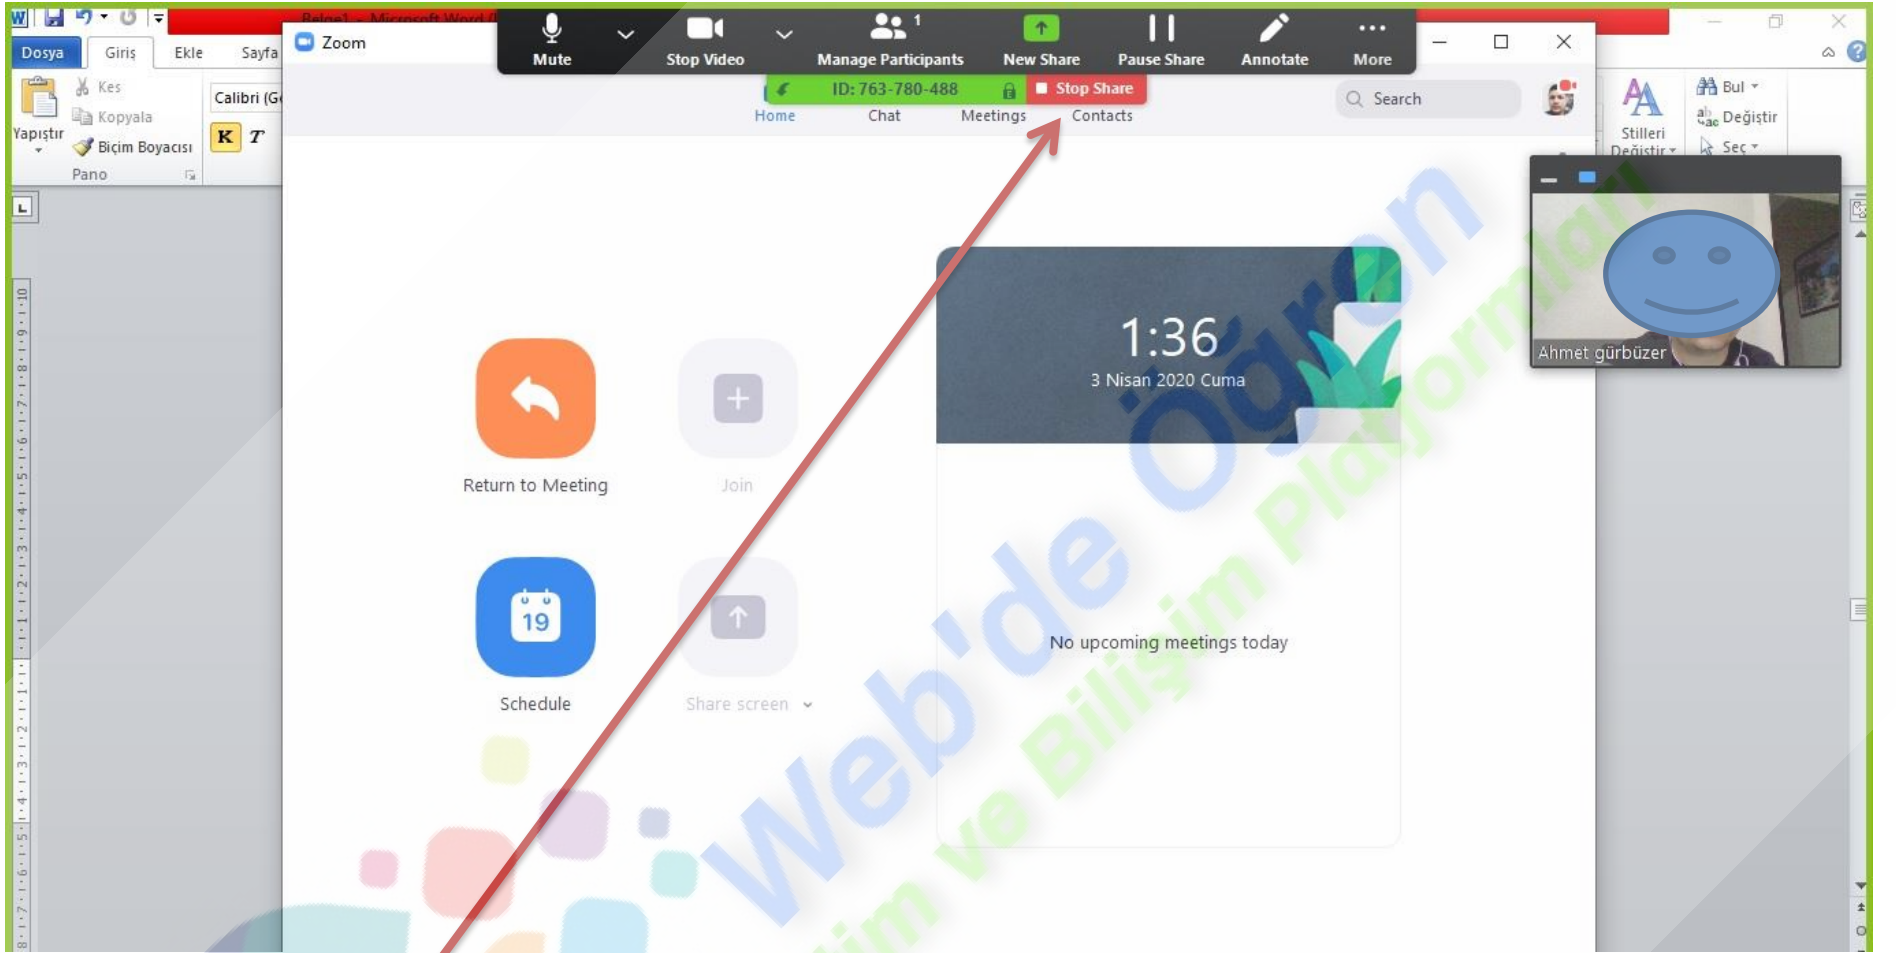 Belge1 - Microsoft Word
Dosya Giriş Ekle Sayfa
Zoom
Mute Stop Video Manage Participants 1 New Share Pause Share Annotate More
ID: 763-780-488 Stop Share
Home Chat Meetings Contacts
Search
Kes
Kopyala
Yapıştır
Biçim Boyacısı
Pano
Calibri (G
K T
Stilleri
Değiştir
Bul
Değiştir
Seç
Ahmet gürbüzer
1:36
3 Nisan 2020 Cuma
Return to Meeting
Join
19
Schedule
Share screen
No upcoming meetings today
Web'de Öğren
ve Bilişim Platformları